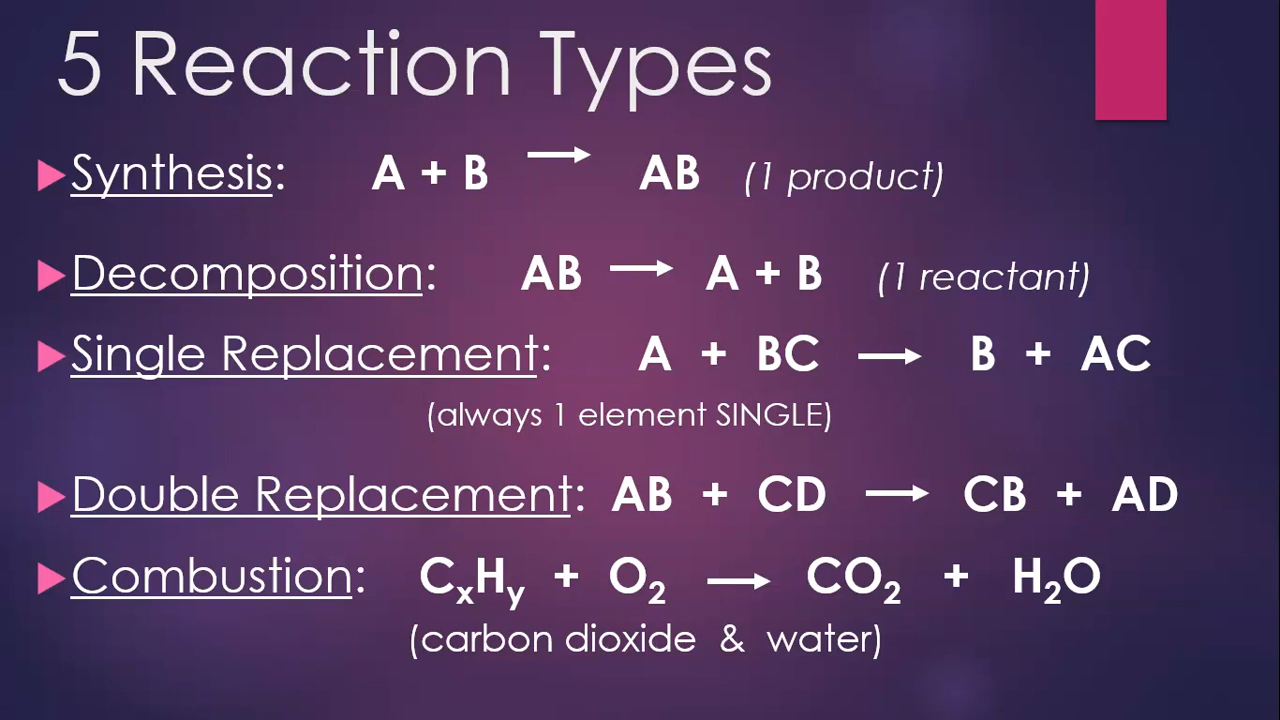 5 Reaction Types
Synthesis: A + B → AB (1 product)
Decomposition: AB → A + B (1 reactant)
Single Replacement: A + BC → B + AC
(always 1 element SINGLE)
Double Replacement: AB + CD → CB + AD
Combustion: CₓHᵧ + O₂ → CO₂ + H₂O
(carbon dioxide & water)